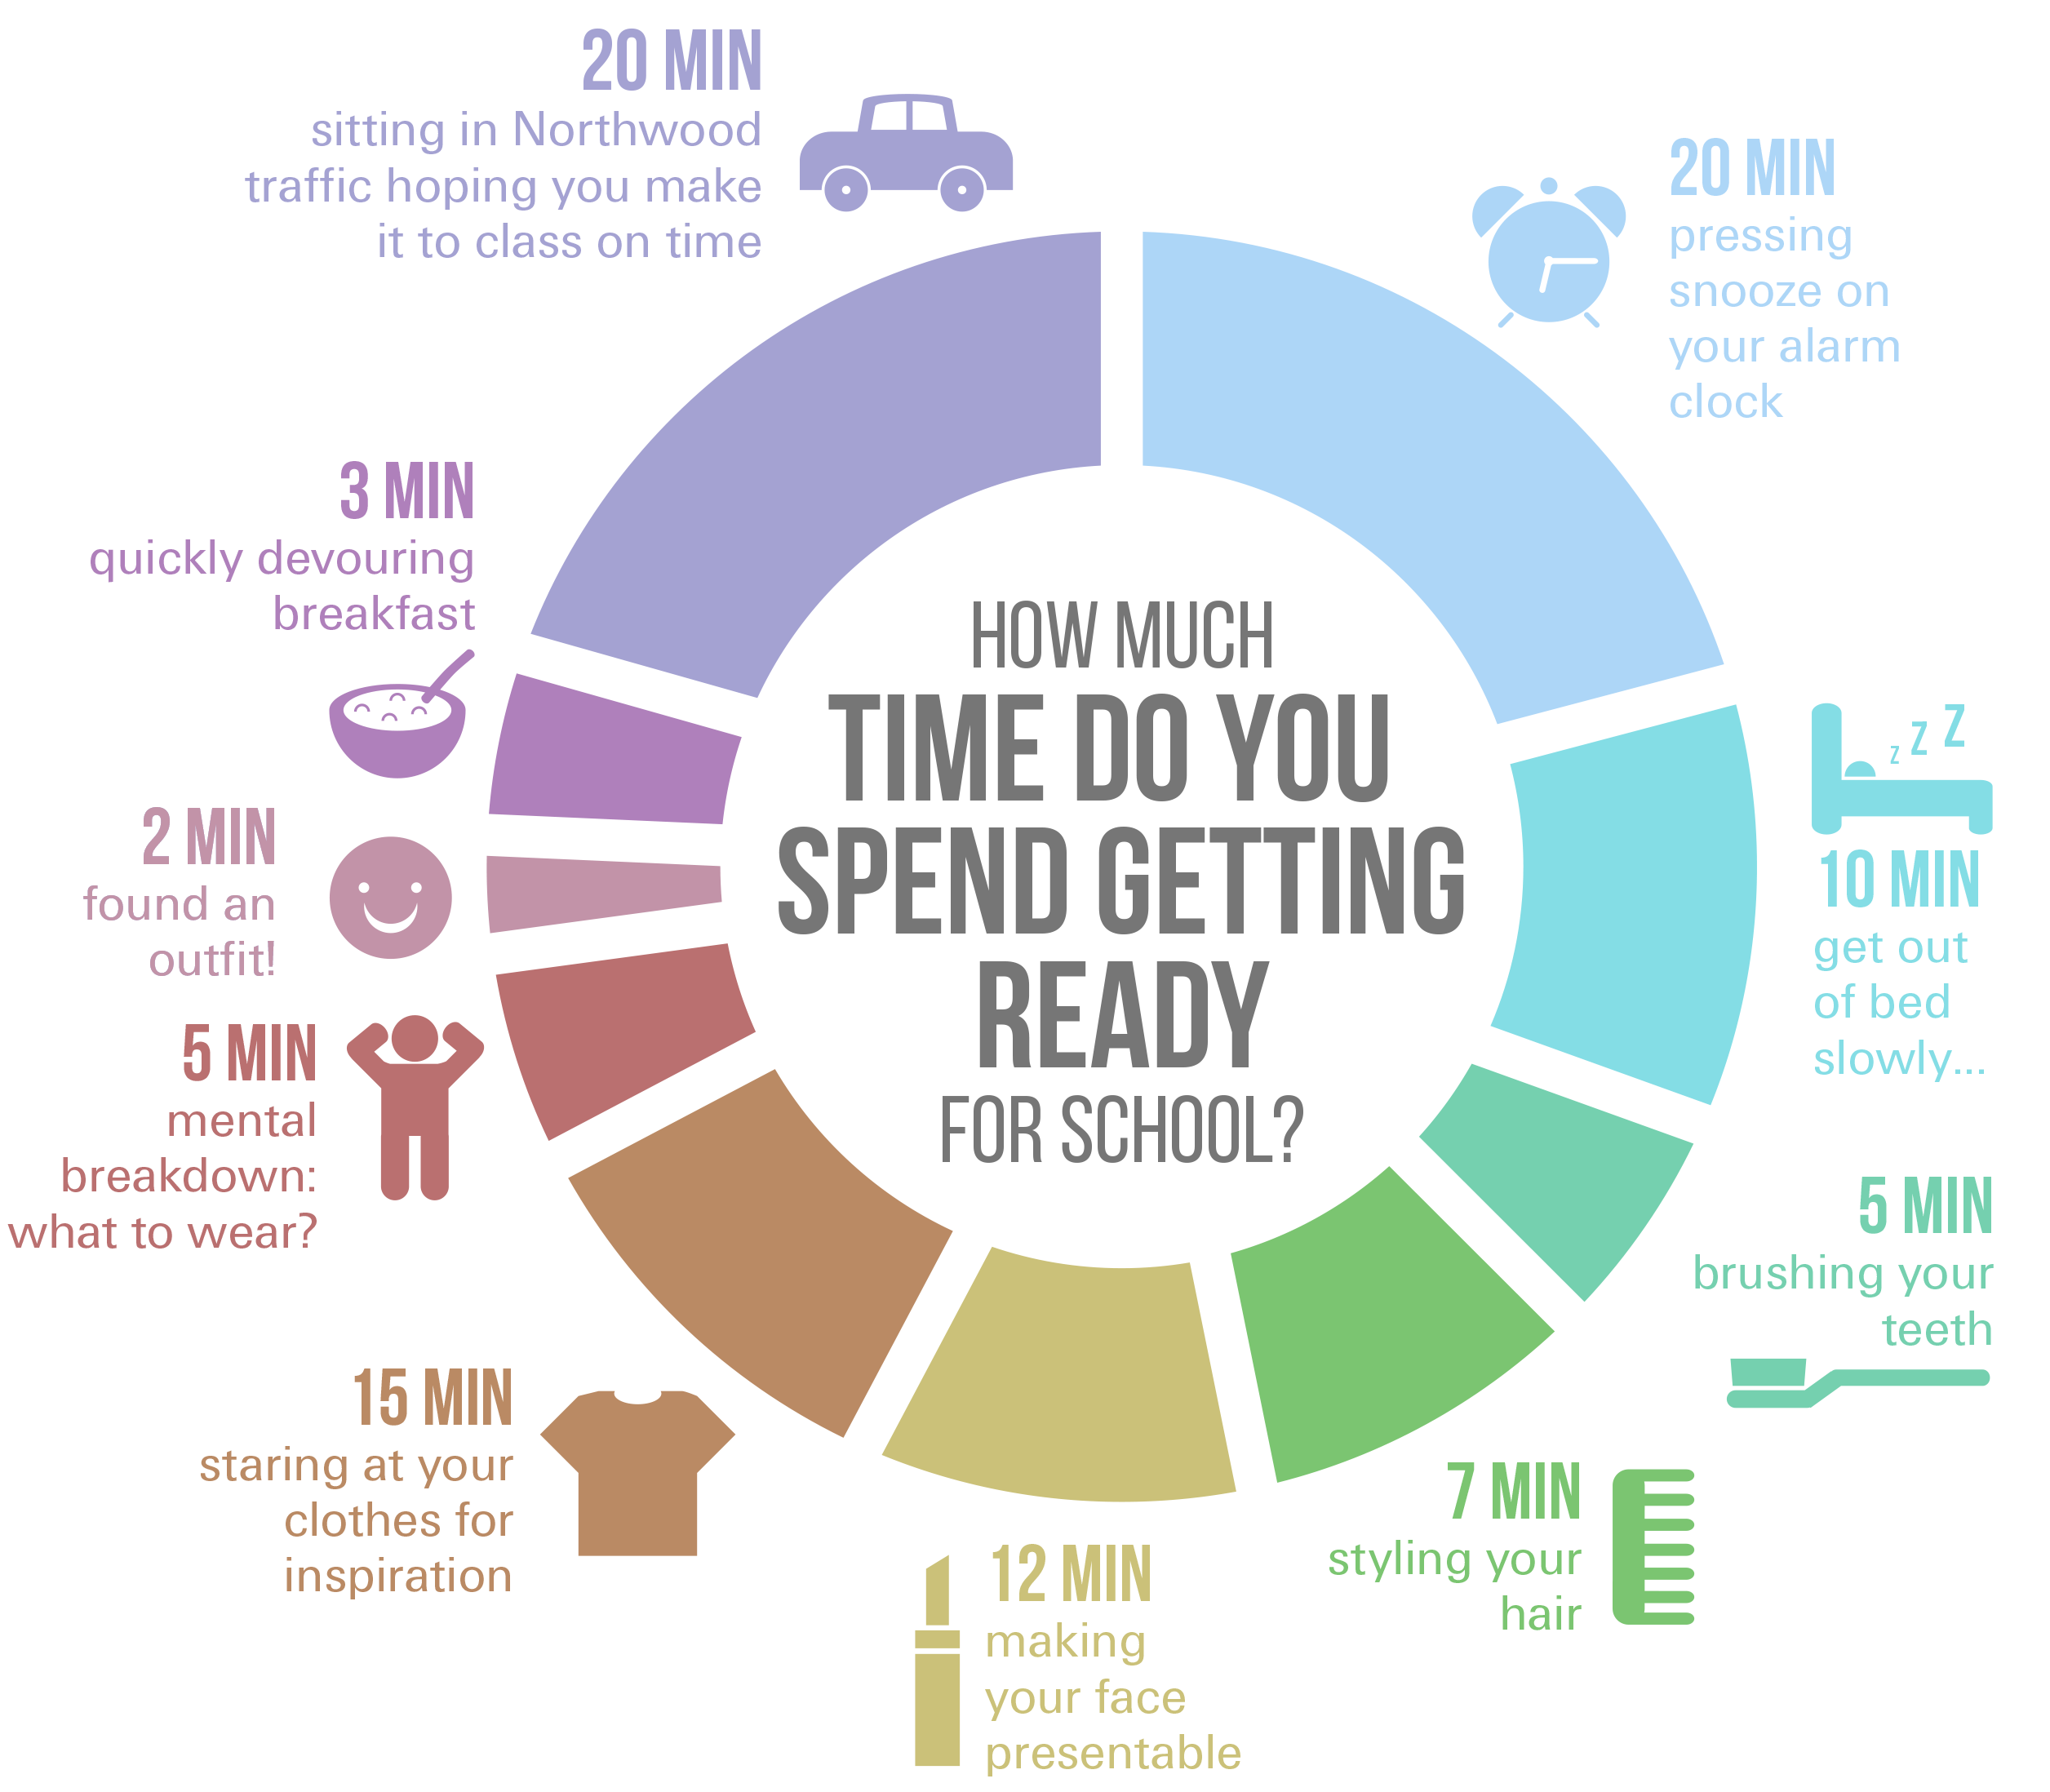 HOW MUCH
TIME DO YOU
SPEND GETTING
READY
FOR SCHOOL?
20 MIN
pressing
snooze on
your alarm
clock
z z z
10 MIN
get out
of bed
slowly...
5 MIN
brushing your
teeth
7 MIN
styling your
hair
12 MIN
making
your face
presentable
15 MIN
staring at your
clothes for
inspiration
5 MIN
mental
breakdown:
what to wear?
2 MIN
found an
outfit!
3 MIN
quickly devouring
breakfast
20 MIN
sitting in Northwood
traffic hoping you make
it to class on time